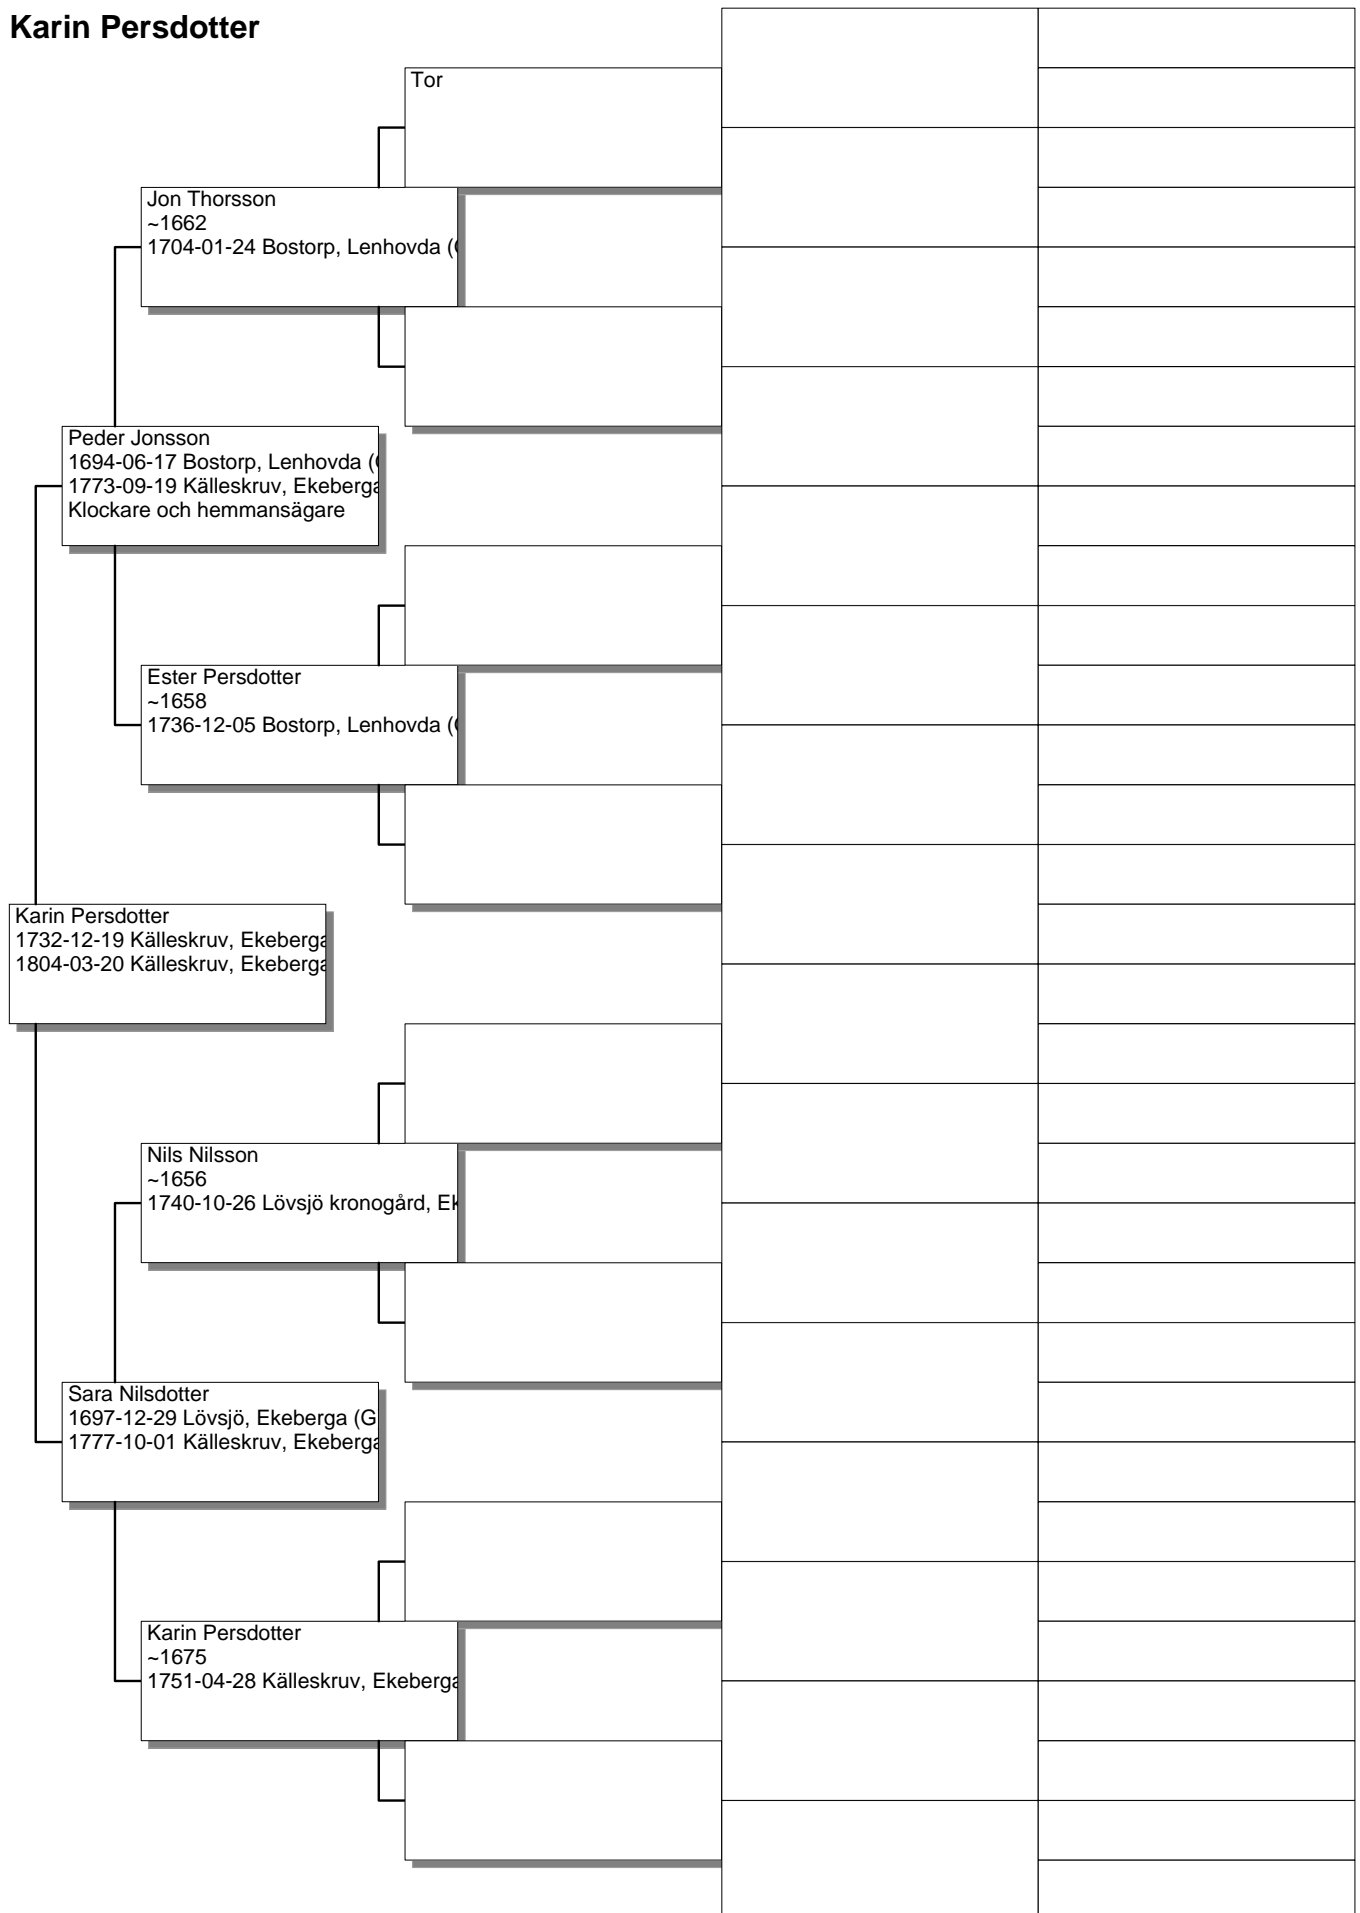 Karin Persdotter
Tor
Jon Thorsson
~1662
1704-01-24 Bostorp, Lenhovda (
Peder Jonsson
1694-06-17 Bostorp, Lenhovda (
1773-09-19 Källeskruv, Ekeberga
Klockare och hemmansägare
Ester Persdotter
~1658
1736-12-05 Bostorp, Lenhovda (
Karin Persdotter
1732-12-19 Källeskruv, Ekeberga
1804-03-20 Källeskruv, Ekeberga
Nils Nilsson
~1656
1740-10-26 Lövsjö kronogård, Ek
Sara Nilsdotter
1697-12-29 Lövsjö, Ekeberga (G
1777-10-01 Källeskruv, Ekeberga
Karin Persdotter
~1675
1751-04-28 Källeskruv, Ekeberga